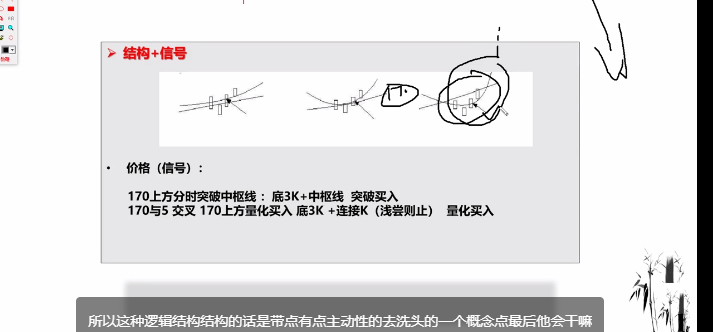 ➢ 结构+信号
170
• 价格（信号）：
170上方分时突破中枢线： 底3K+中枢线 突破买入
170与5 交叉 170上方量化买入 底3K +连接K（浅尝则止） 量化买入
所以这种逻辑结构结构的话是带点有点主动性的去洗头的一个概念点最后他会干嘛